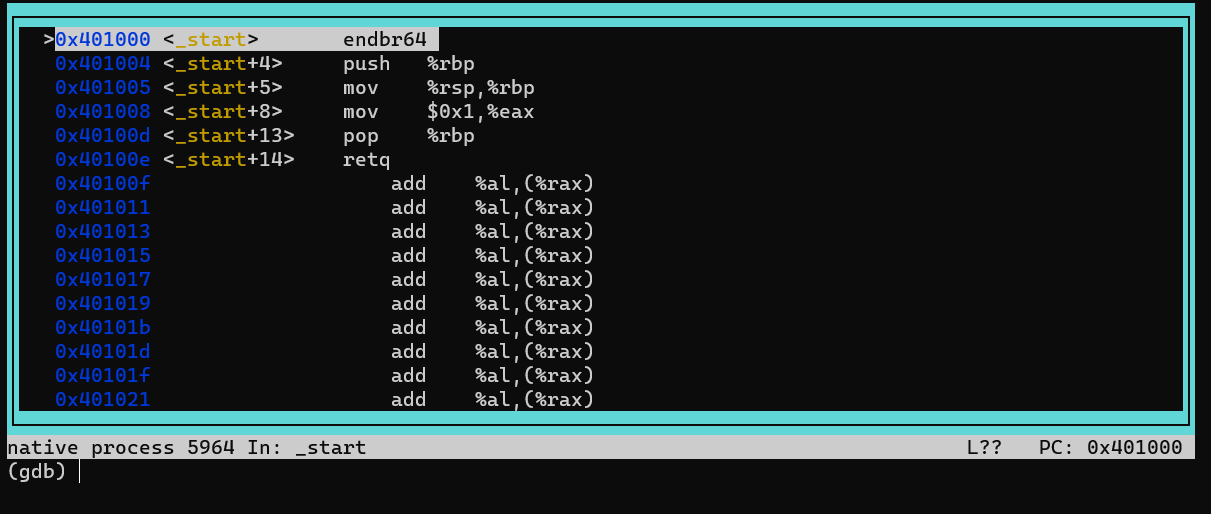 >0x401000 <_start>       endbr64
0x401004 <_start+4>     push   %rbp
0x401005 <_start+5>     mov    %rsp,%rbp
0x401008 <_start+8>     mov    $0x1,%eax
0x40100d <_start+13>    pop    %rbp
0x40100e <_start+14>    retq
0x40100f                    add    %al,(%rax)
0x401011                    add    %al,(%rax)
0x401013                    add    %al,(%rax)
0x401015                    add    %al,(%rax)
0x401017                    add    %al,(%rax)
0x401019                    add    %al,(%rax)
0x40101b                    add    %al,(%rax)
0x40101d                    add    %al,(%rax)
0x40101f                    add    %al,(%rax)
0x401021                    add    %al,(%rax)
native process 5964 In: _start                                                  L??   PC: 0x401000
(gdb)